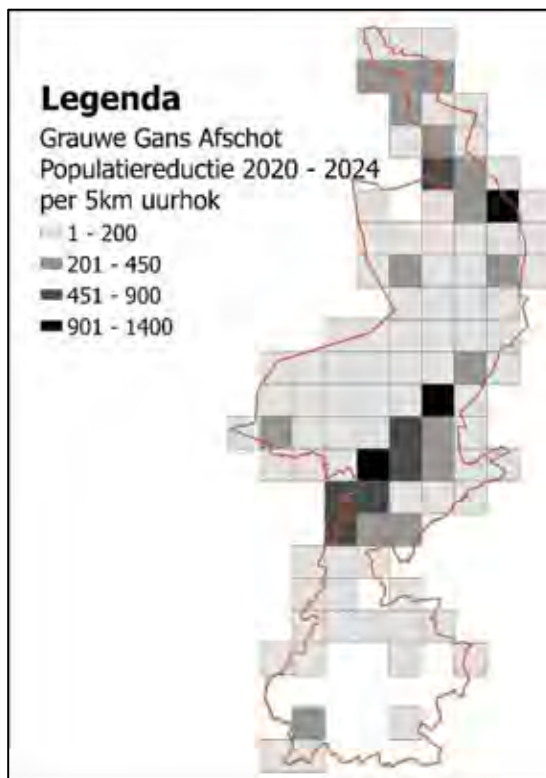 Legenda
Grauwe Gans Afschot
Populatiereductie 2020 - 2024
per 5km uurhok
1 - 200
201 - 450
451 - 900
901 - 1400